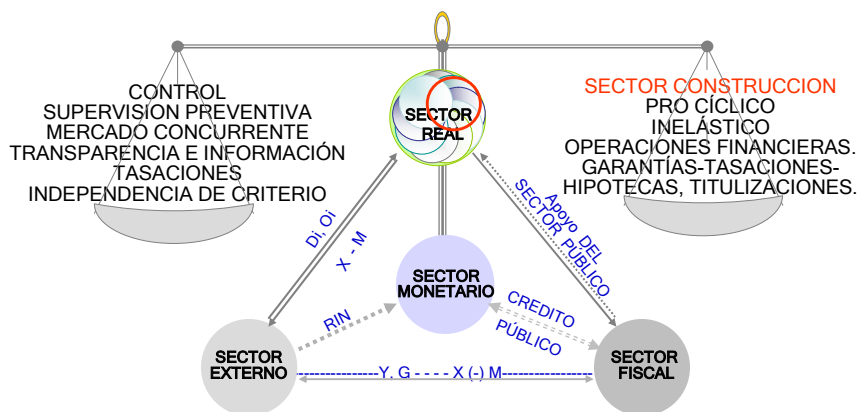 CONTROL
SUPERVISION PREVENTIVA
MERCADO CONCURRENTE
TRANSPARENCIA E INFORMACIÓN
TASACIONES
INDEPENDENCIA DE CRITERIO
SECTOR CONSTRUCCION
PRO CÍCLICO
INELÁSTICO
OPERACIONES FINANCIERAS.
GARANTÍAS-TASACIONES-
HIPOTECAS, TITULIZACIONES.
SECTOR
REAL
Di, Oi
X - M
Apoyo DEL
SECTOR PÚBLICO
SECTOR
MONETARIO
RIN
CREDITO
PÚBLICO
SECTOR
EXTERNO
Y, G - - - - X (-) M
SECTOR
FISCAL